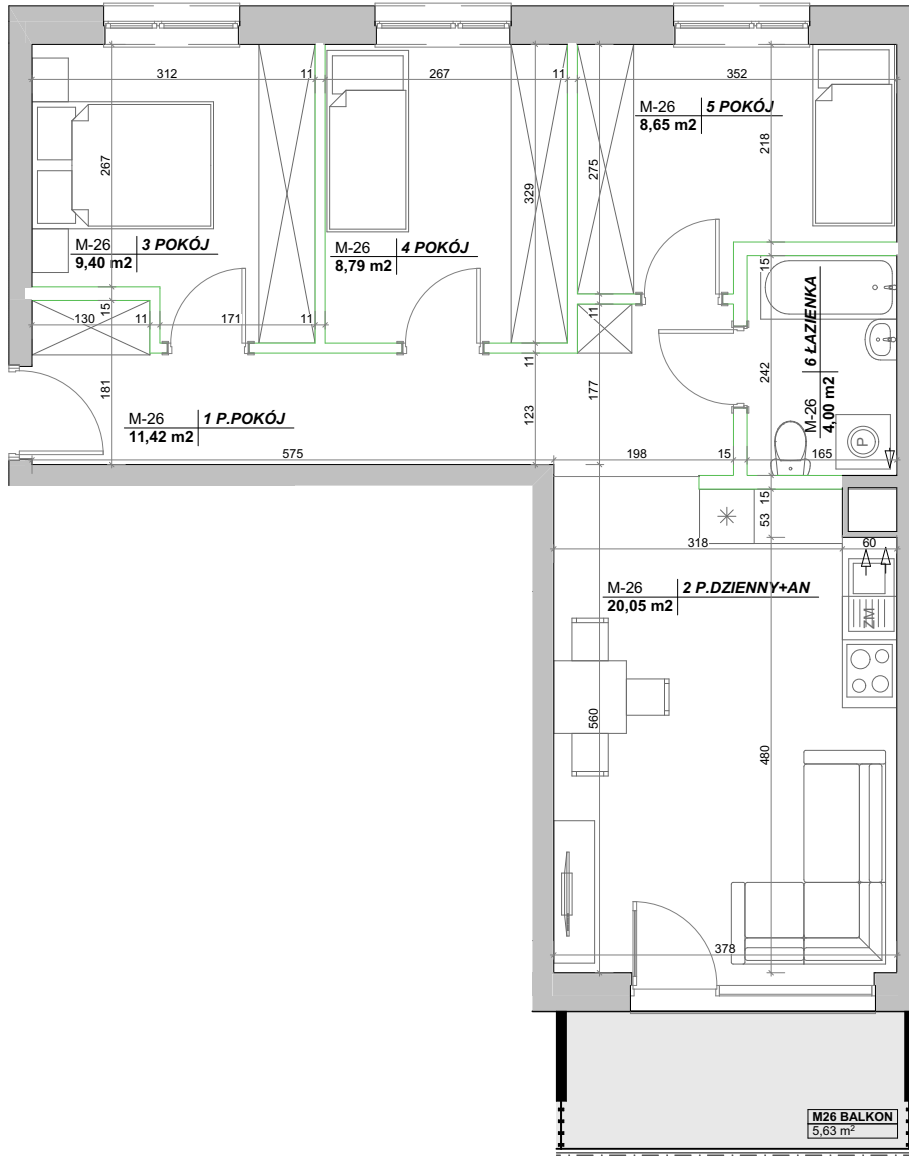 312
11
267
11
352
M-26 5 POKÓJ
8,65 m2
218
267
275
329
M-26 3 POKÓJ
9,40 m2
M-26 4 POKÓJ
8,79 m2
15
15
130
11
171
11
11
11
181
M-26 1 P.POKÓJ
11,42 m2
123
177
242
M-26 6 ŁAZIENKA
4,00 m2
P
575
198
15
165
15
53
318
60
M-26 2 P.DZIENNY+AN
20,05 m2
ZM
560
480
378
M26 BALKON
5,63 m²